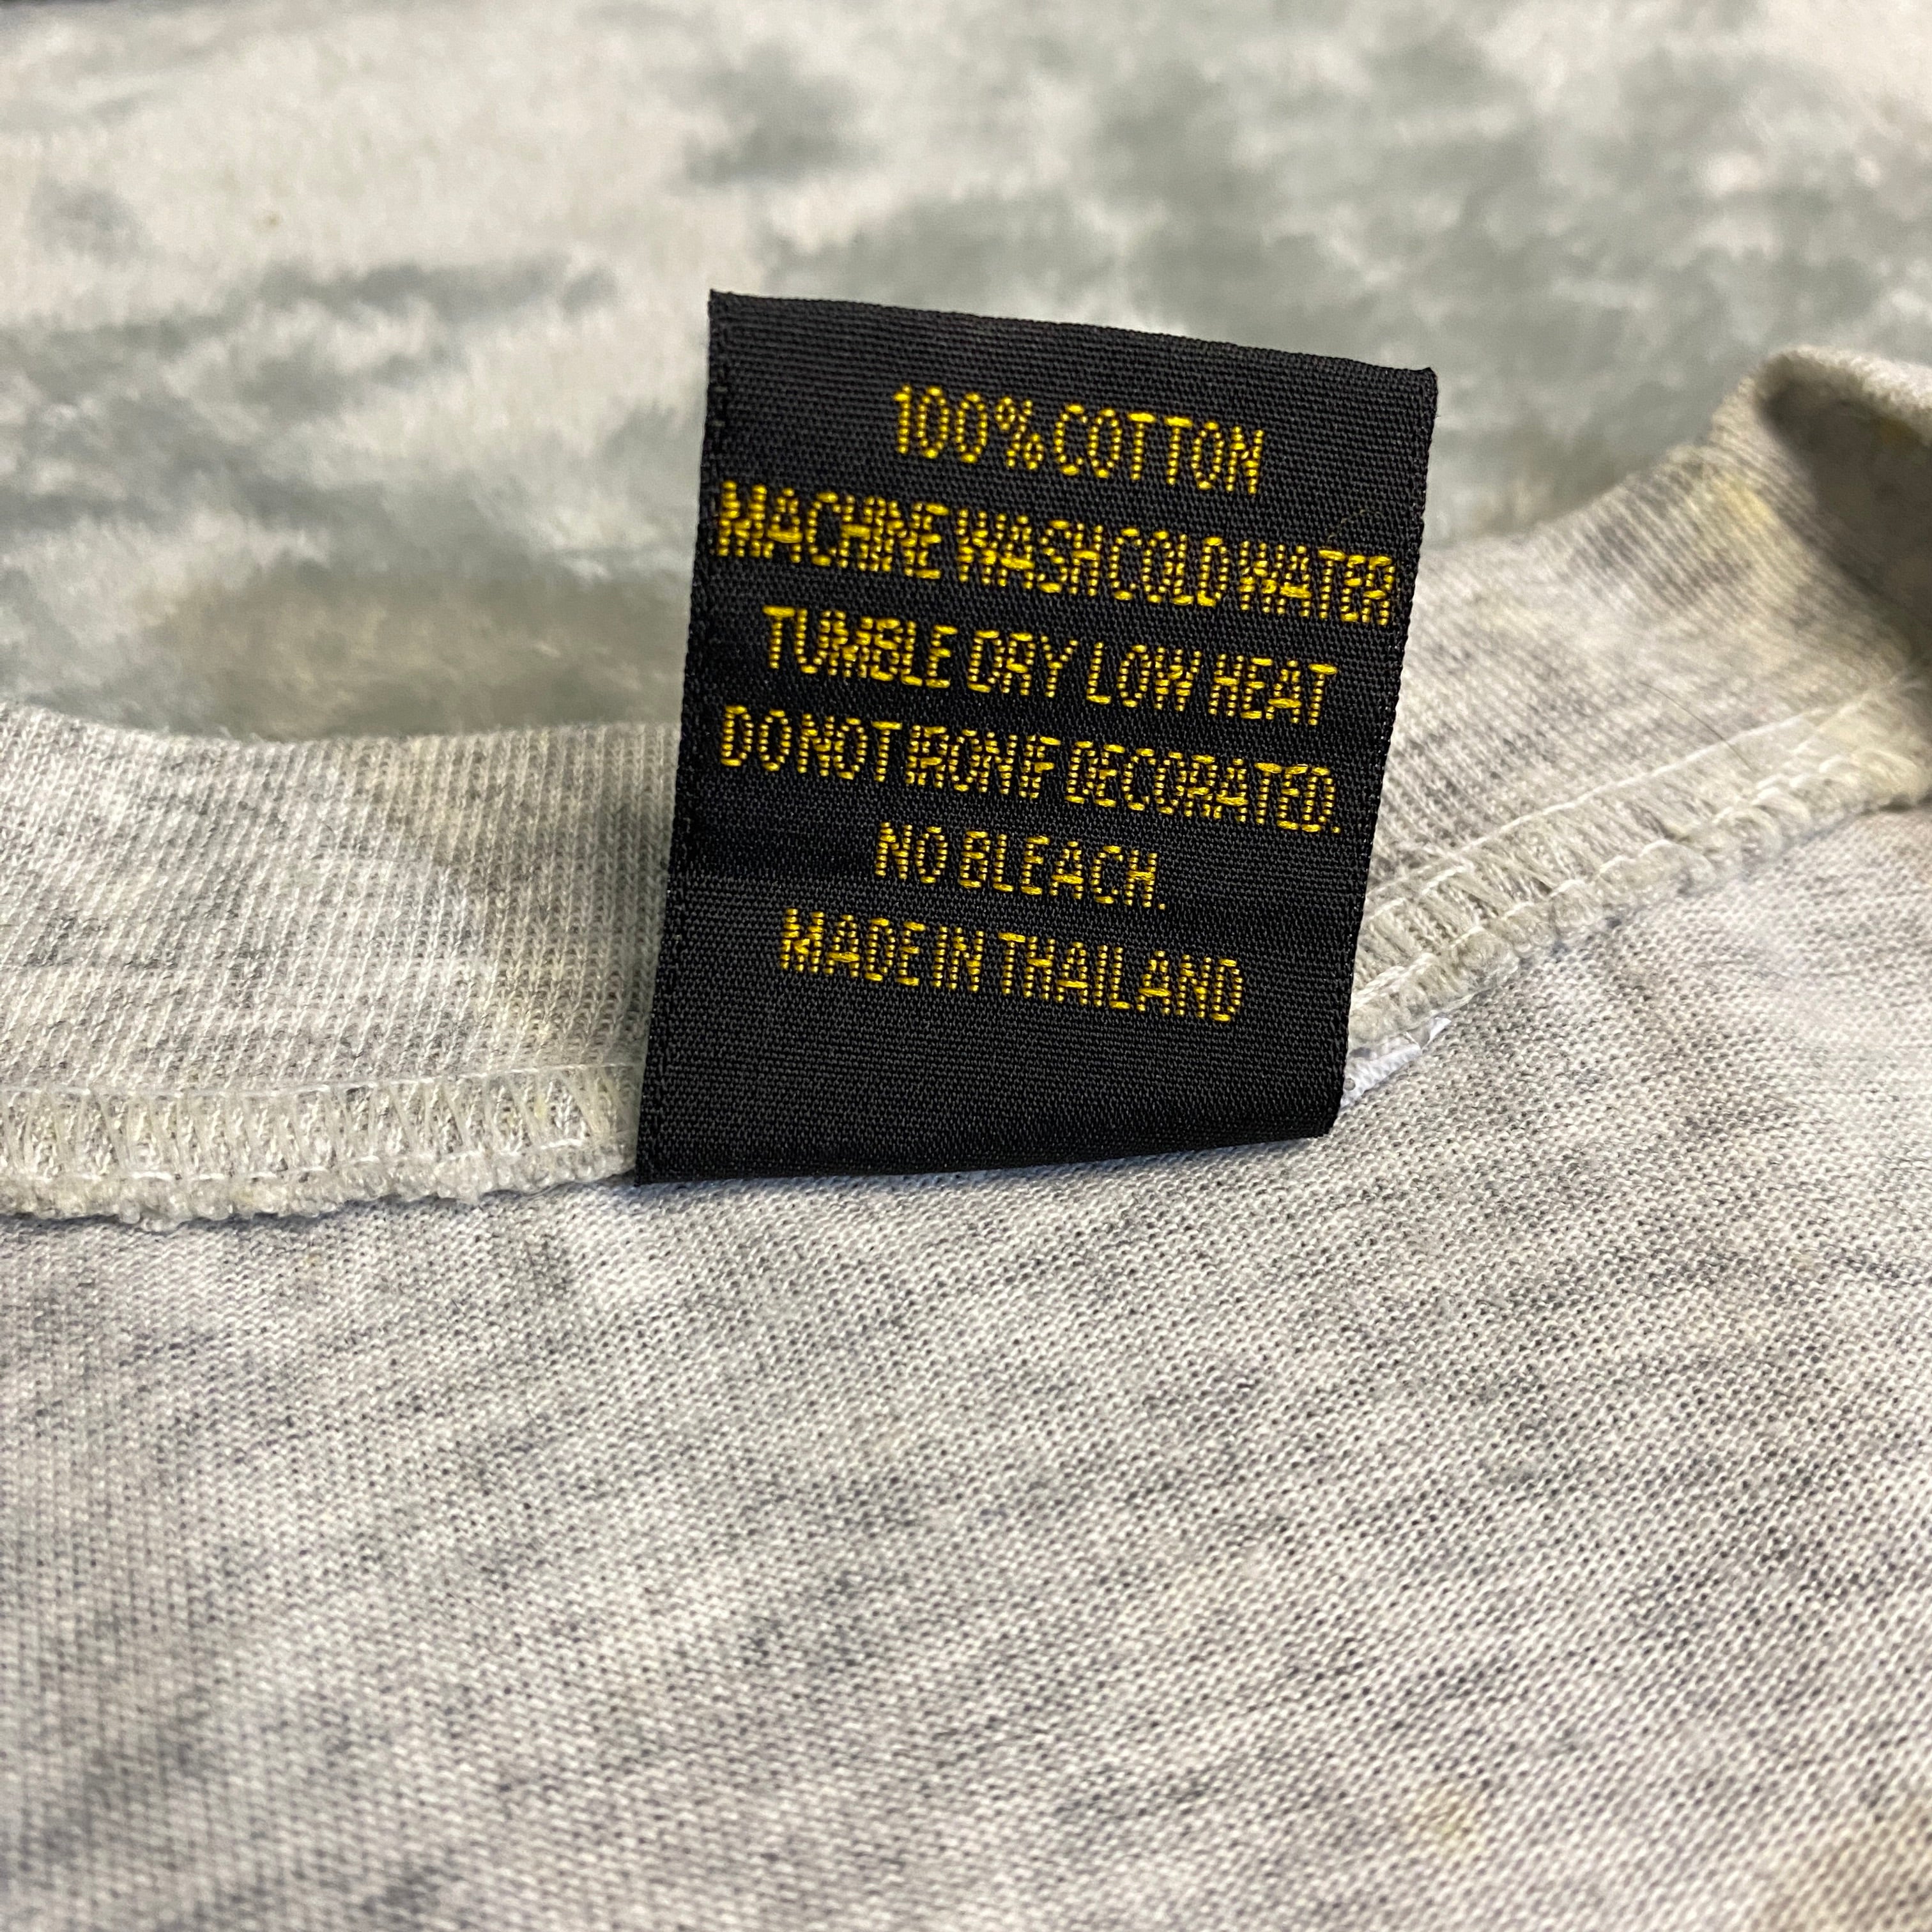 100% COTTON
MACHINE WASH COLD WATER
TUMBLE DRY LOW HEAT
DO NOT IRON IF DECORATED.
NO BLEACH.
MADE IN THAILAND